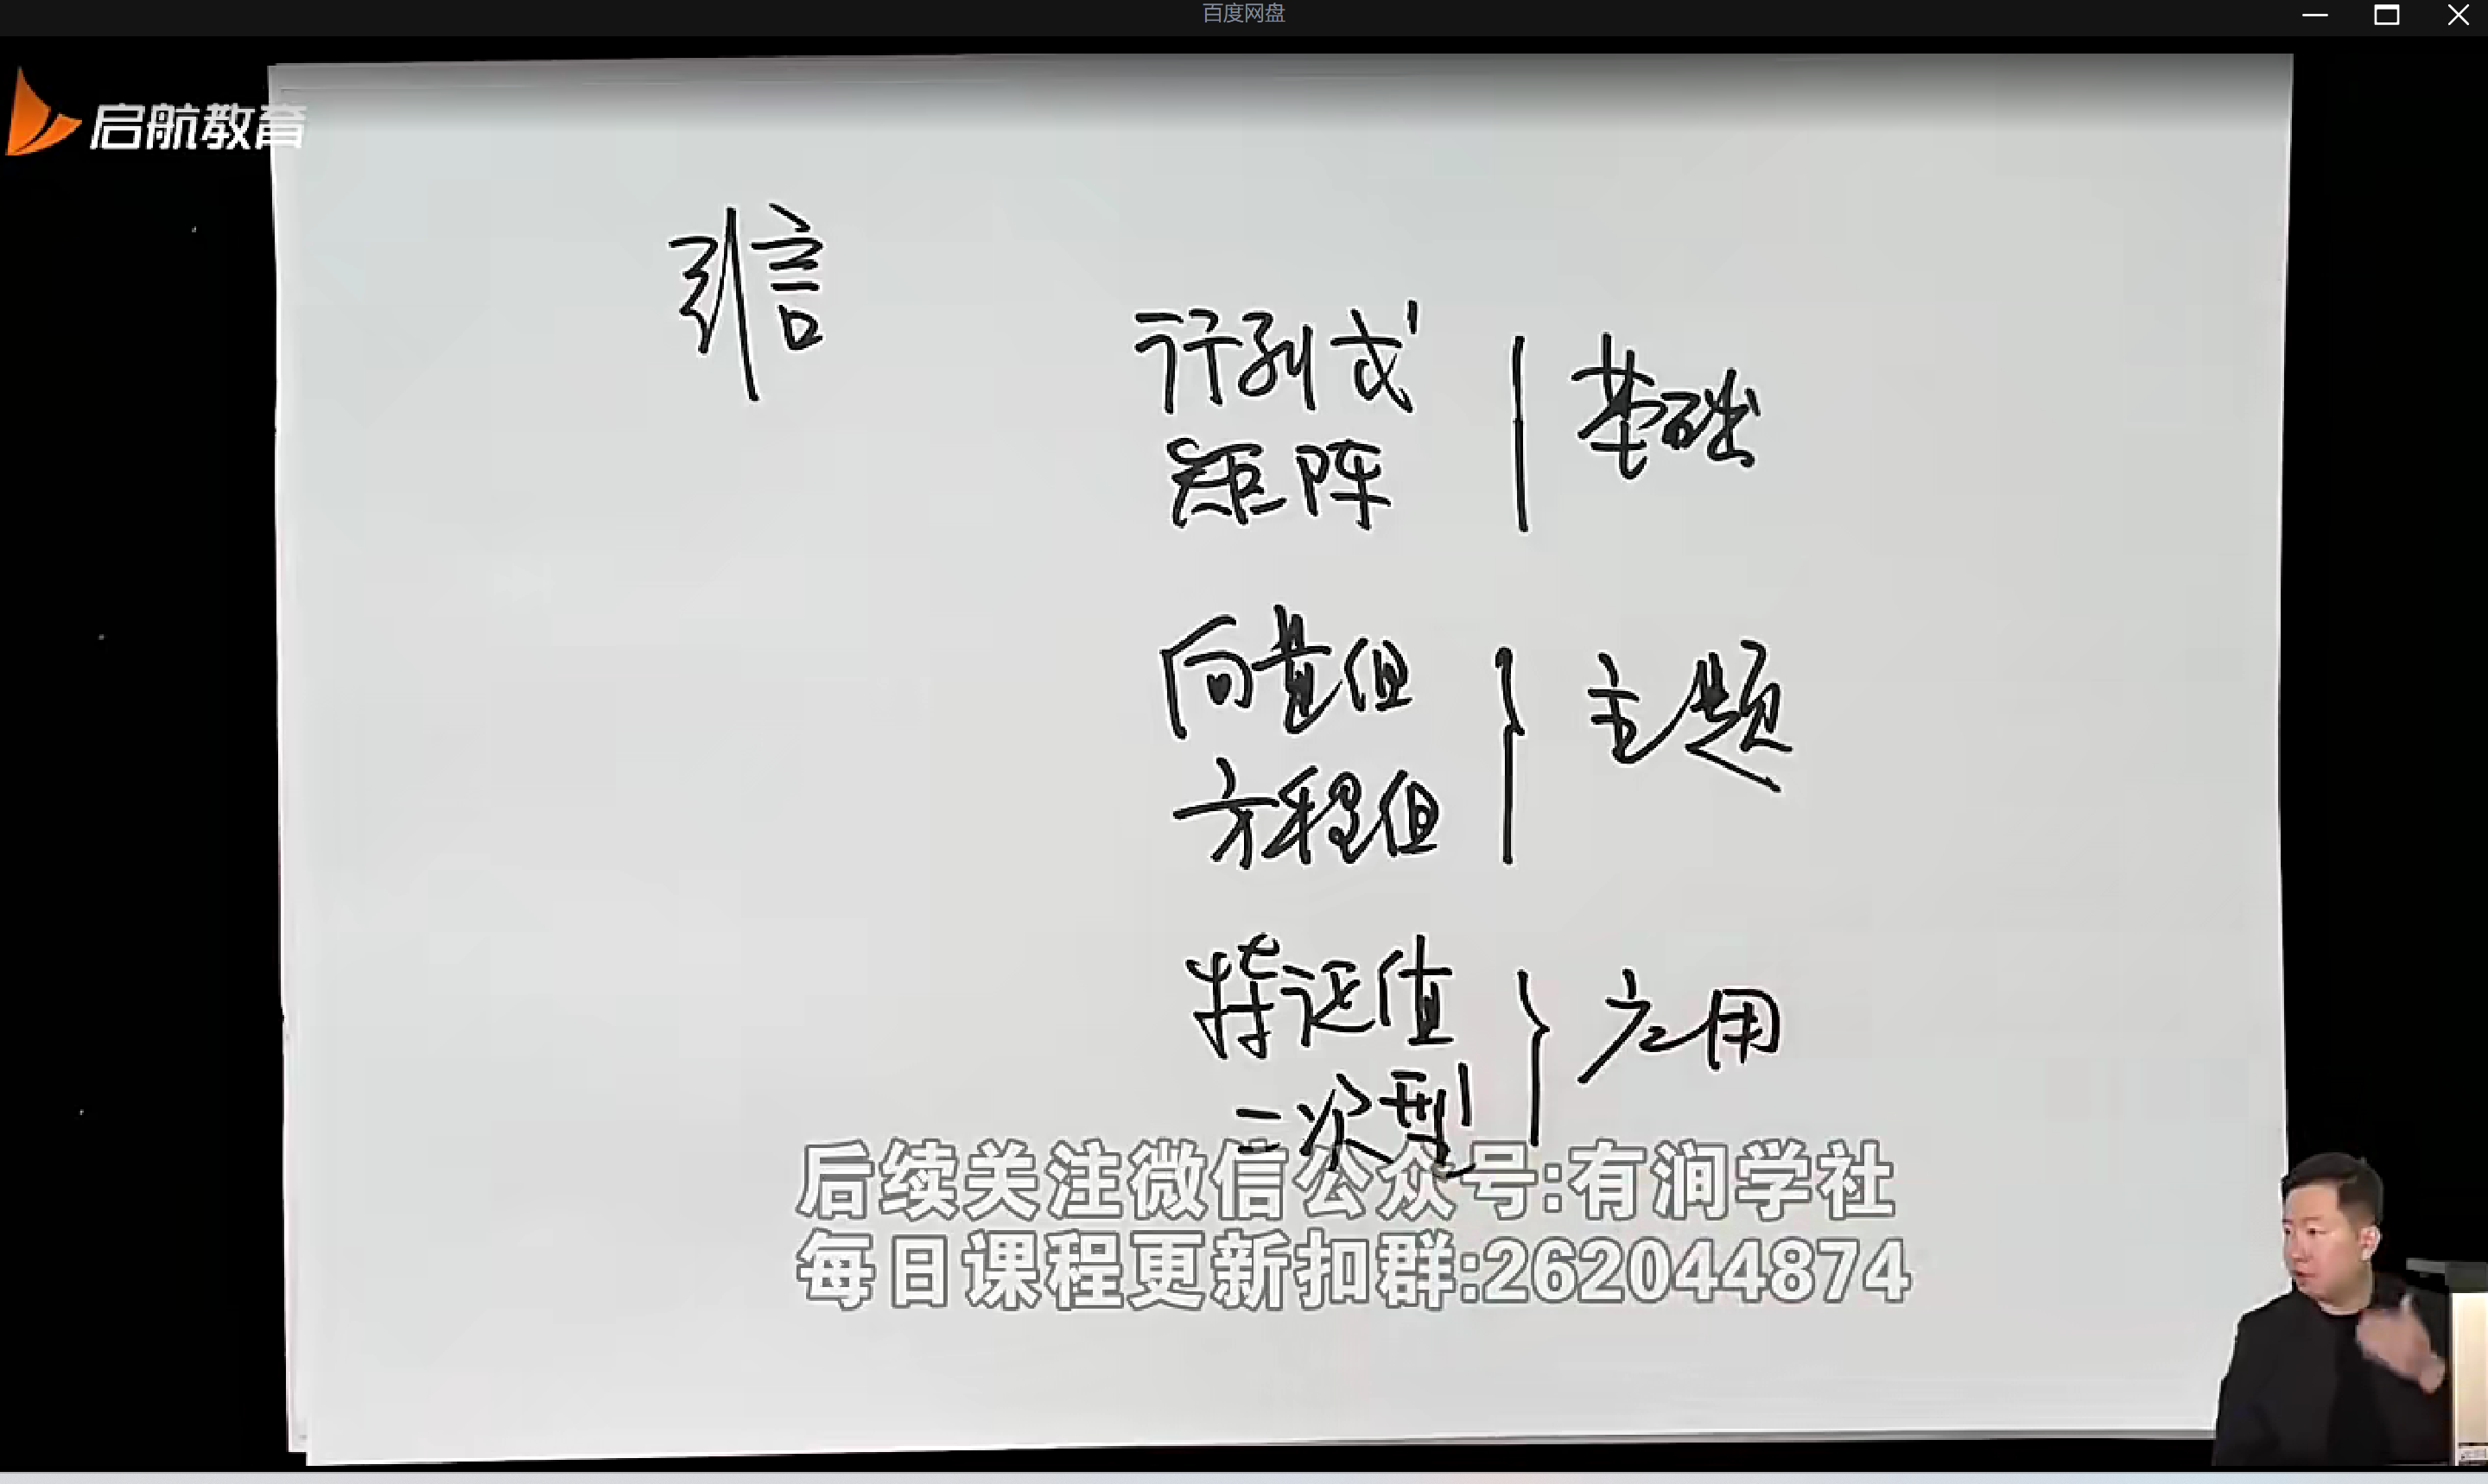 百度网盘
启航教育
引言
行列式
矩阵
基础
向量组
方程组
主题
特征值
二次型
应用
后续关注微信公众号:有润学社
每日课程更新扣群:262044874